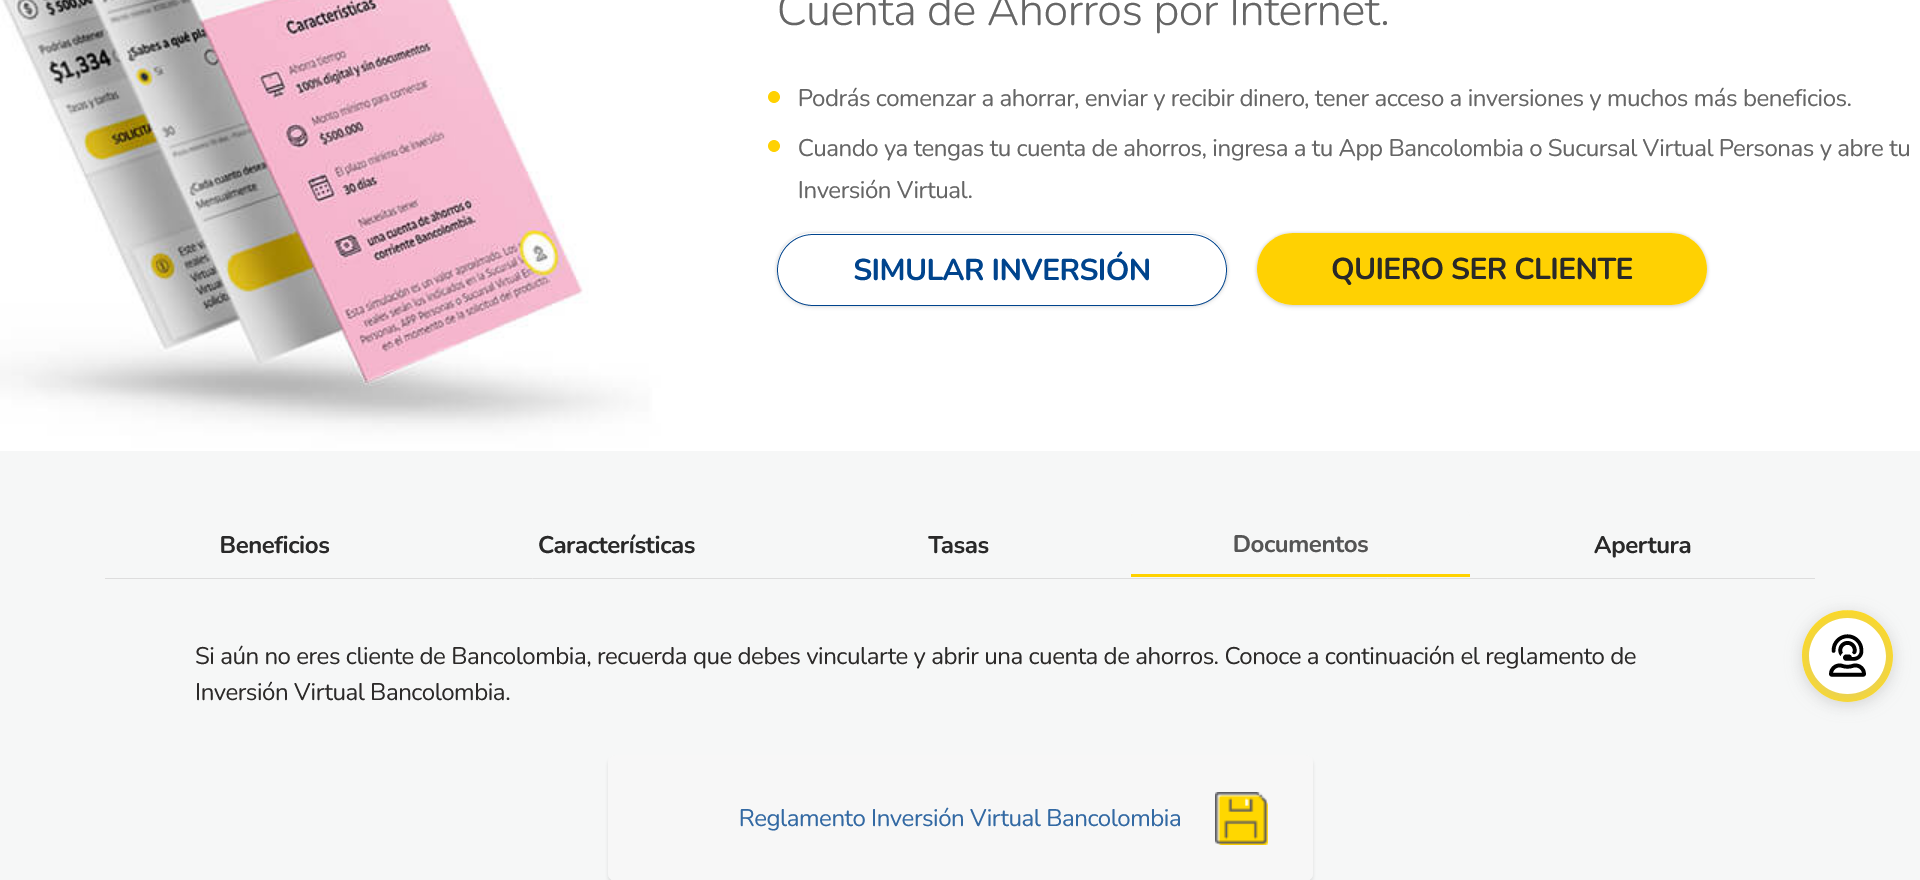 $ 500,00
Podrías obtener
$1,334
Tasas y tarifas
SOLICITA
¿Sabes a qué pla
Si
30
¿Cada cuanto desea
Mensualmente
Este v
reales
Virtual
Virtual
solicit
Características
Ahorra tiempo
100% digital y sin documentos
Monto mínimo para comenzar
$500.000
El plazo mínimo de inversión
30 días
Necesitas tener
una cuenta de ahorros o
corriente Bancolombia.
Esta simulación es un valor aproximado. Los
reales serán los indicados en la Sucursal
Personas, APP Personas o Sucursal Virtual
en el momento de la solicitud del producto.
Cuenta de Ahorros por Internet.
Podrás comenzar a ahorrar, enviar y recibir dinero, tener acceso a inversiones y muchos más beneficios.
Cuando ya tengas tu cuenta de ahorros, ingresa a tu App Bancolombia o Sucursal Virtual Personas y abre tu
Inversión Virtual.
SIMULAR INVERSIÓN
QUIERO SER CLIENTE
Beneficios
Características
Tasas
Documentos
Apertura
Si aún no eres cliente de Bancolombia, recuerda que debes vincularte y abrir una cuenta de ahorros. Conoce a continuación el reglamento de
Inversión Virtual Bancolombia.
Reglamento Inversión Virtual Bancolombia